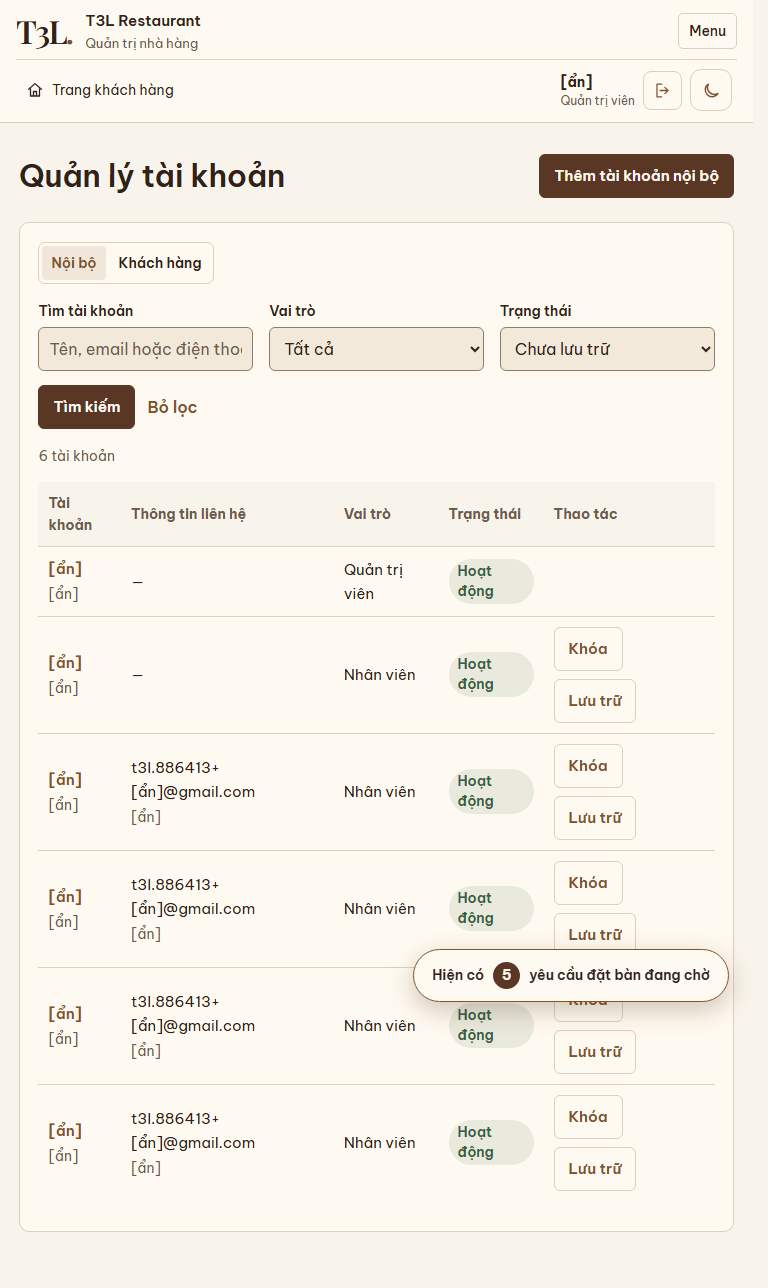 T3L.
T3L Restaurant
Quản trị nhà hàng
Menu
Trang khách hàng
[ẩn]
Quản trị viên
Quản lý tài khoản
Thêm tài khoản nội bộ
Nội bộ
Khách hàng
Tìm tài khoản
Vai trò
Trạng thái
Tên, email hoặc điện tho
Tất cả
Chưa lưu trữ
Tìm kiếm
Bỏ lọc
6 tài khoản
Tài
khoản
Thông tin liên hệ
Vai trò
Trạng thái
Thao tác
[ẩn]
[ẩn]
—
Quản trị
viên
Hoạt
động
[ẩn]
[ẩn]
—
Nhân viên
Hoạt
động
Khóa
Lưu trữ
[ẩn]
[ẩn]
t3l.886413+
[ẩn]@gmail.com
[ẩn]
Nhân viên
Hoạt
động
Khóa
Lưu trữ
[ẩn]
[ẩn]
t3l.886413+
[ẩn]@gmail.com
[ẩn]
Nhân viên
Hoạt
động
Khóa
Lưu trữ
Hiện có 5 yêu cầu đặt bàn đang chờ
[ẩn]
[ẩn]
t3l.886413+
[ẩn]@gmail.com
[ẩn]
Nhân viên
Hoạt
động
Khóa
Lưu trữ
[ẩn]
[ẩn]
t3l.886413+
[ẩn]@gmail.com
[ẩn]
Nhân viên
Hoạt
động
Khóa
Lưu trữ